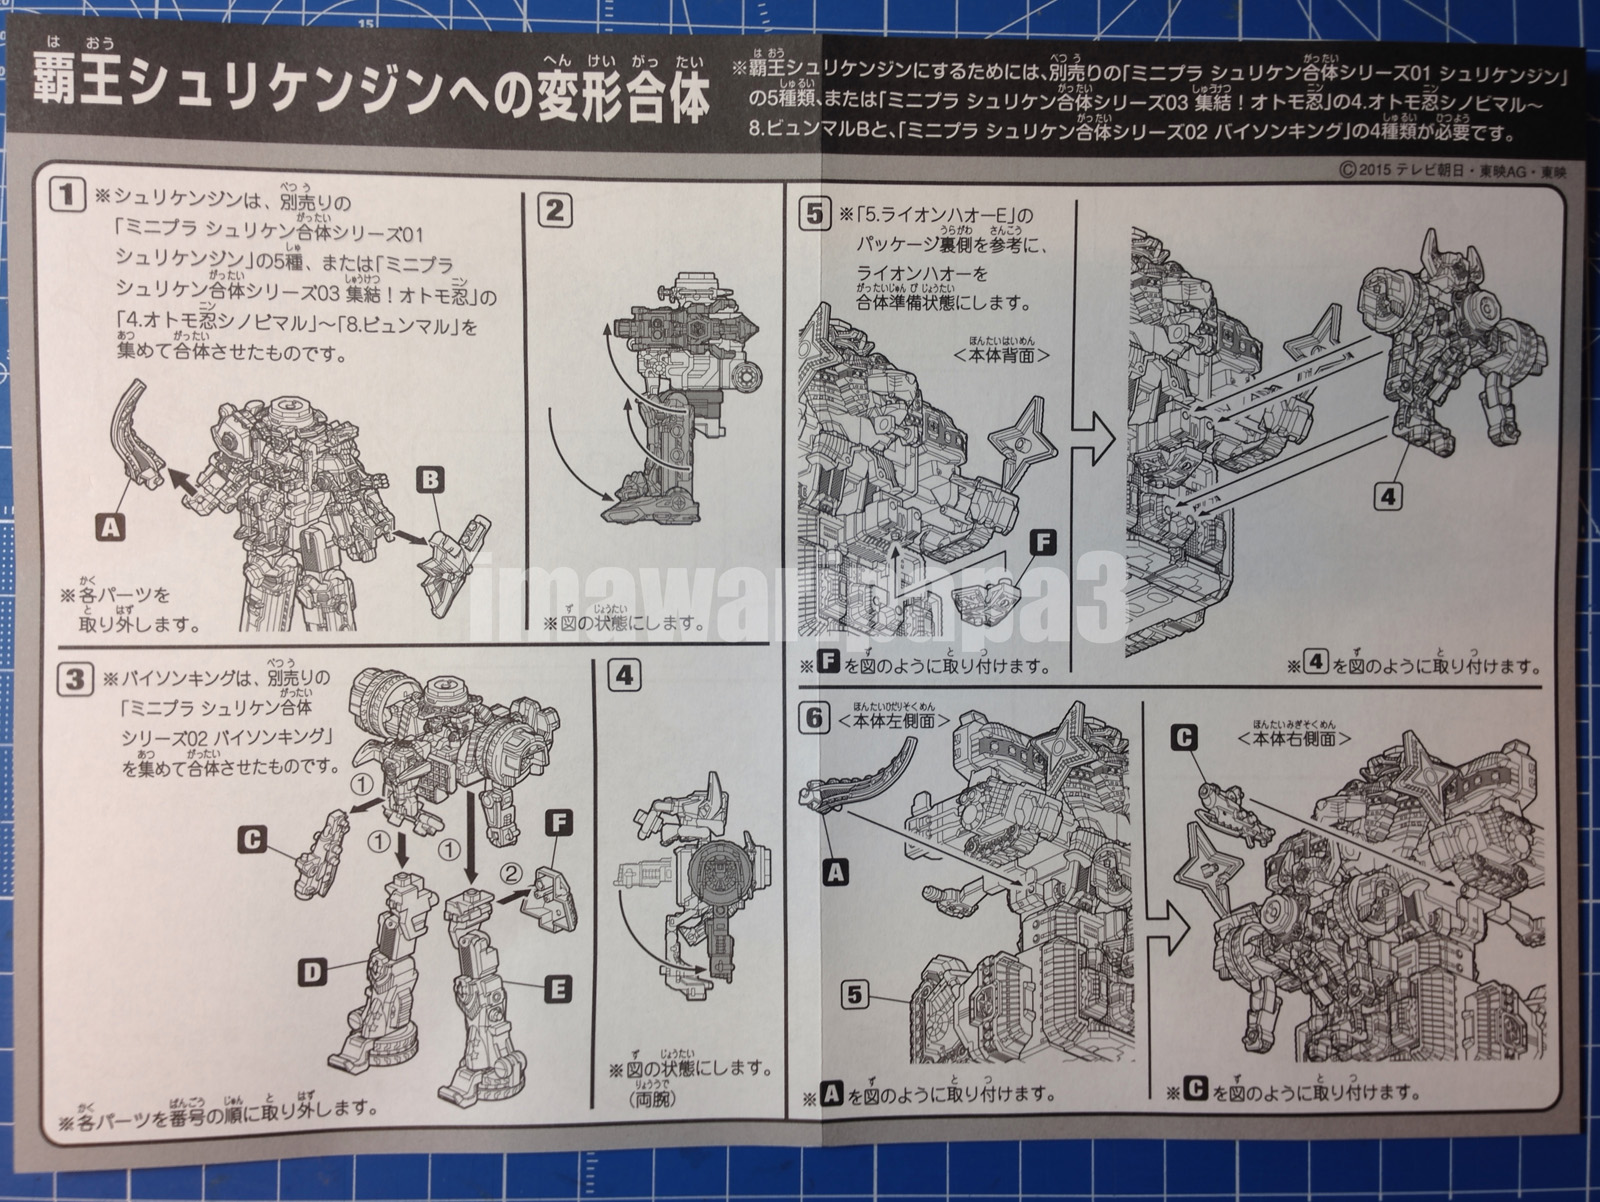 覇王シュリケンジンへの変形合体
は おう
へん けい がっ たい
※覇王シュリケンジンにするためには、別売りの「ミニプラ シュリケン合体シリーズ01 シュリケンジン」
の5種類、または「ミニプラ シュリケン合体シリーズ03 集結！オトモ忍」の4.オトモ忍シノビマル〜
8.ビュンマルBと、「ミニプラ シュリケン合体シリーズ02 バイソンキング」の4種類が必要です。
©2015 テレビ朝日・東映AG・東映
1
※シュリケンジンは、別売りの
「ミニプラ シュリケン合体シリーズ01
シュリケンジン」の5種、または「ミニプラ
シュリケン合体シリーズ03 集結！オトモ忍」の
「4.オトモ忍シノビマル」〜「8.ビュンマル」を
集めて合体させたものです。
A
B
※各パーツを
取り外します。
2
※図の状態にします。
3
※バイソンキングは、別売りの
「ミニプラ シュリケン合体
シリーズ02 バイソンキング」
を集めて合体させたものです。
①
①
①
②
C
D
E
F
※各パーツを番号の順に取り外します。
4
※図の状態にします。
（両腕）
5
※「5.ライオンハオーE」の
パッケージ裏側を参考に、
ライオンハオーを
合体準備状態にします。
＜本体背面＞
F
※Fを図のように取り付けます。
4
※4を図のように取り付けます。
6
＜本体左側面＞
A
5
※Aを図のように取り付けます。
C
＜本体右側面＞
※Cを図のように取り付けます。
imawanpapa3